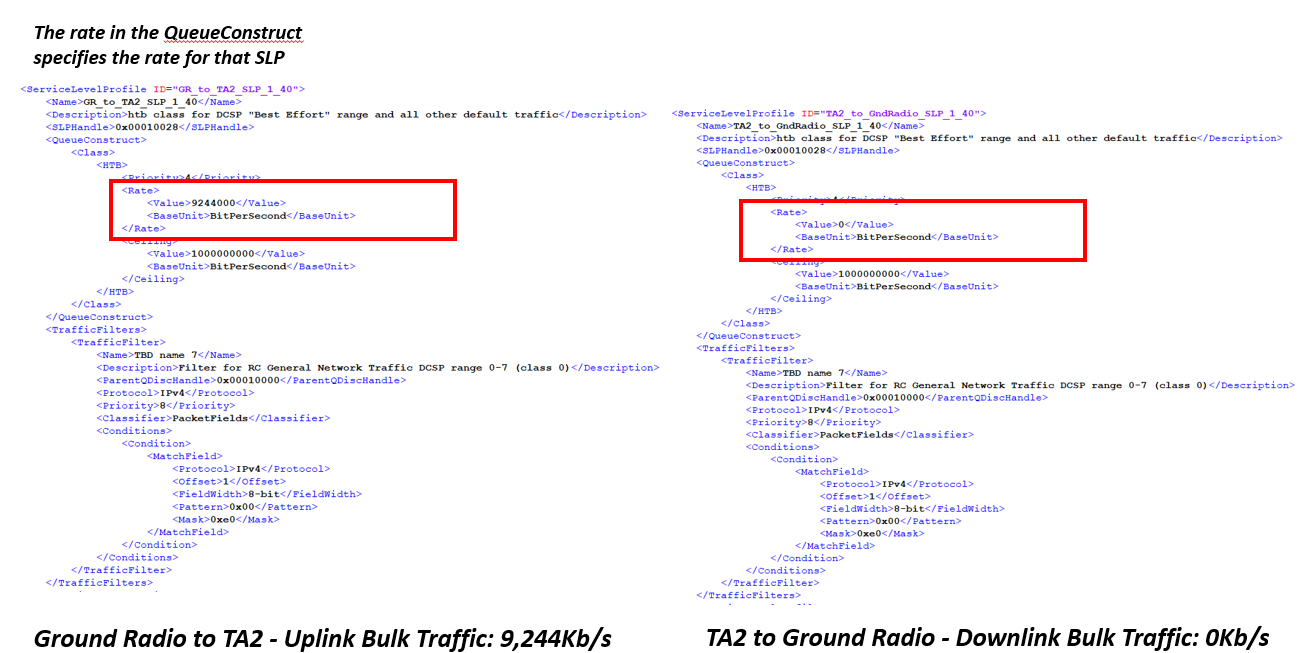 The rate in the QueueConstruct
specifies the rate for that SLP
<ServiceLevelProfile ID="GR_to_TA2_SLP_1_40">
<Name>GR_to_TA2_SLP_1_40</Name>
<Description>htb class for DCSP "Best Effort" range and all other default traffic</Description>
<SLPHandle>0x00010028</SLPHandle>
<QueueConstruct>
<Class>
<HTB>
<Priority>4</Priority>
<Rate>
<Value>9244000</Value>
<BaseUnit>BitPerSecond</BaseUnit>
</Rate>
<Ceiling>
<Value>1000000000</Value>
<BaseUnit>BitPerSecond</BaseUnit>
</Ceiling>
</HTB>
</Class>
</QueueConstruct>
<TrafficFilters>
<TrafficFilter>
<Name>TBD name 7</Name>
<Description>Filter for RC General Network Traffic DCSP range 0-7 (class 0)</Description>
<ParentQDiscHandle>0x00010000</ParentQDiscHandle>
<Protocol>IPv4</Protocol>
<Priority>8</Priority>
<Classifier>PacketFields</Classifier>
<Conditions>
<Condition>
<MatchField>
<Protocol>IPv4</Protocol>
<Offset>1</Offset>
<FieldWidth>8-bit</FieldWidth>
<Pattern>0x00</Pattern>
<Mask>0xe0</Mask>
</MatchField>
</Condition>
</Conditions>
</TrafficFilter>
</TrafficFilters>
Ground Radio to TA2 - Uplink Bulk Traffic: 9,244Kb/s
<ServiceLevelProfile ID="TA2_to_GndRadio_SLP_1_40">
<Name>TA2_to_GndRadio_SLP_1_40</Name>
<Description>htb class for DCSP "Best Effort" range and all other default traffic</Description>
<SLPHandle>0x00010028</SLPHandle>
<QueueConstruct>
<Class>
<HTB>
<Priority>4</Priority>
<Rate>
<Value>0</Value>
<BaseUnit>BitPerSecond</BaseUnit>
</Rate>
<Ceiling>
<Value>1000000000</Value>
<BaseUnit>BitPerSecond</BaseUnit>
</Ceiling>
</HTB>
</Class>
</QueueConstruct>
<TrafficFilters>
<TrafficFilter>
<Name>TBD name 7</Name>
<Description>Filter for RC General Network Traffic DCSP range 0-7 (class 0)</Description>
<ParentQDiscHandle>0x00010000</ParentQDiscHandle>
<Protocol>IPv4</Protocol>
<Priority>8</Priority>
<Classifier>PacketFields</Classifier>
<Conditions>
<Condition>
<MatchField>
<Protocol>IPv4</Protocol>
<Offset>1</Offset>
<FieldWidth>8-bit</FieldWidth>
<Pattern>0x00</Pattern>
<Mask>0xe0</Mask>
</MatchField>
</Condition>
</Conditions>
</TrafficFilter>
</TrafficFilters>
TA2 to Ground Radio - Downlink Bulk Traffic: 0Kb/s